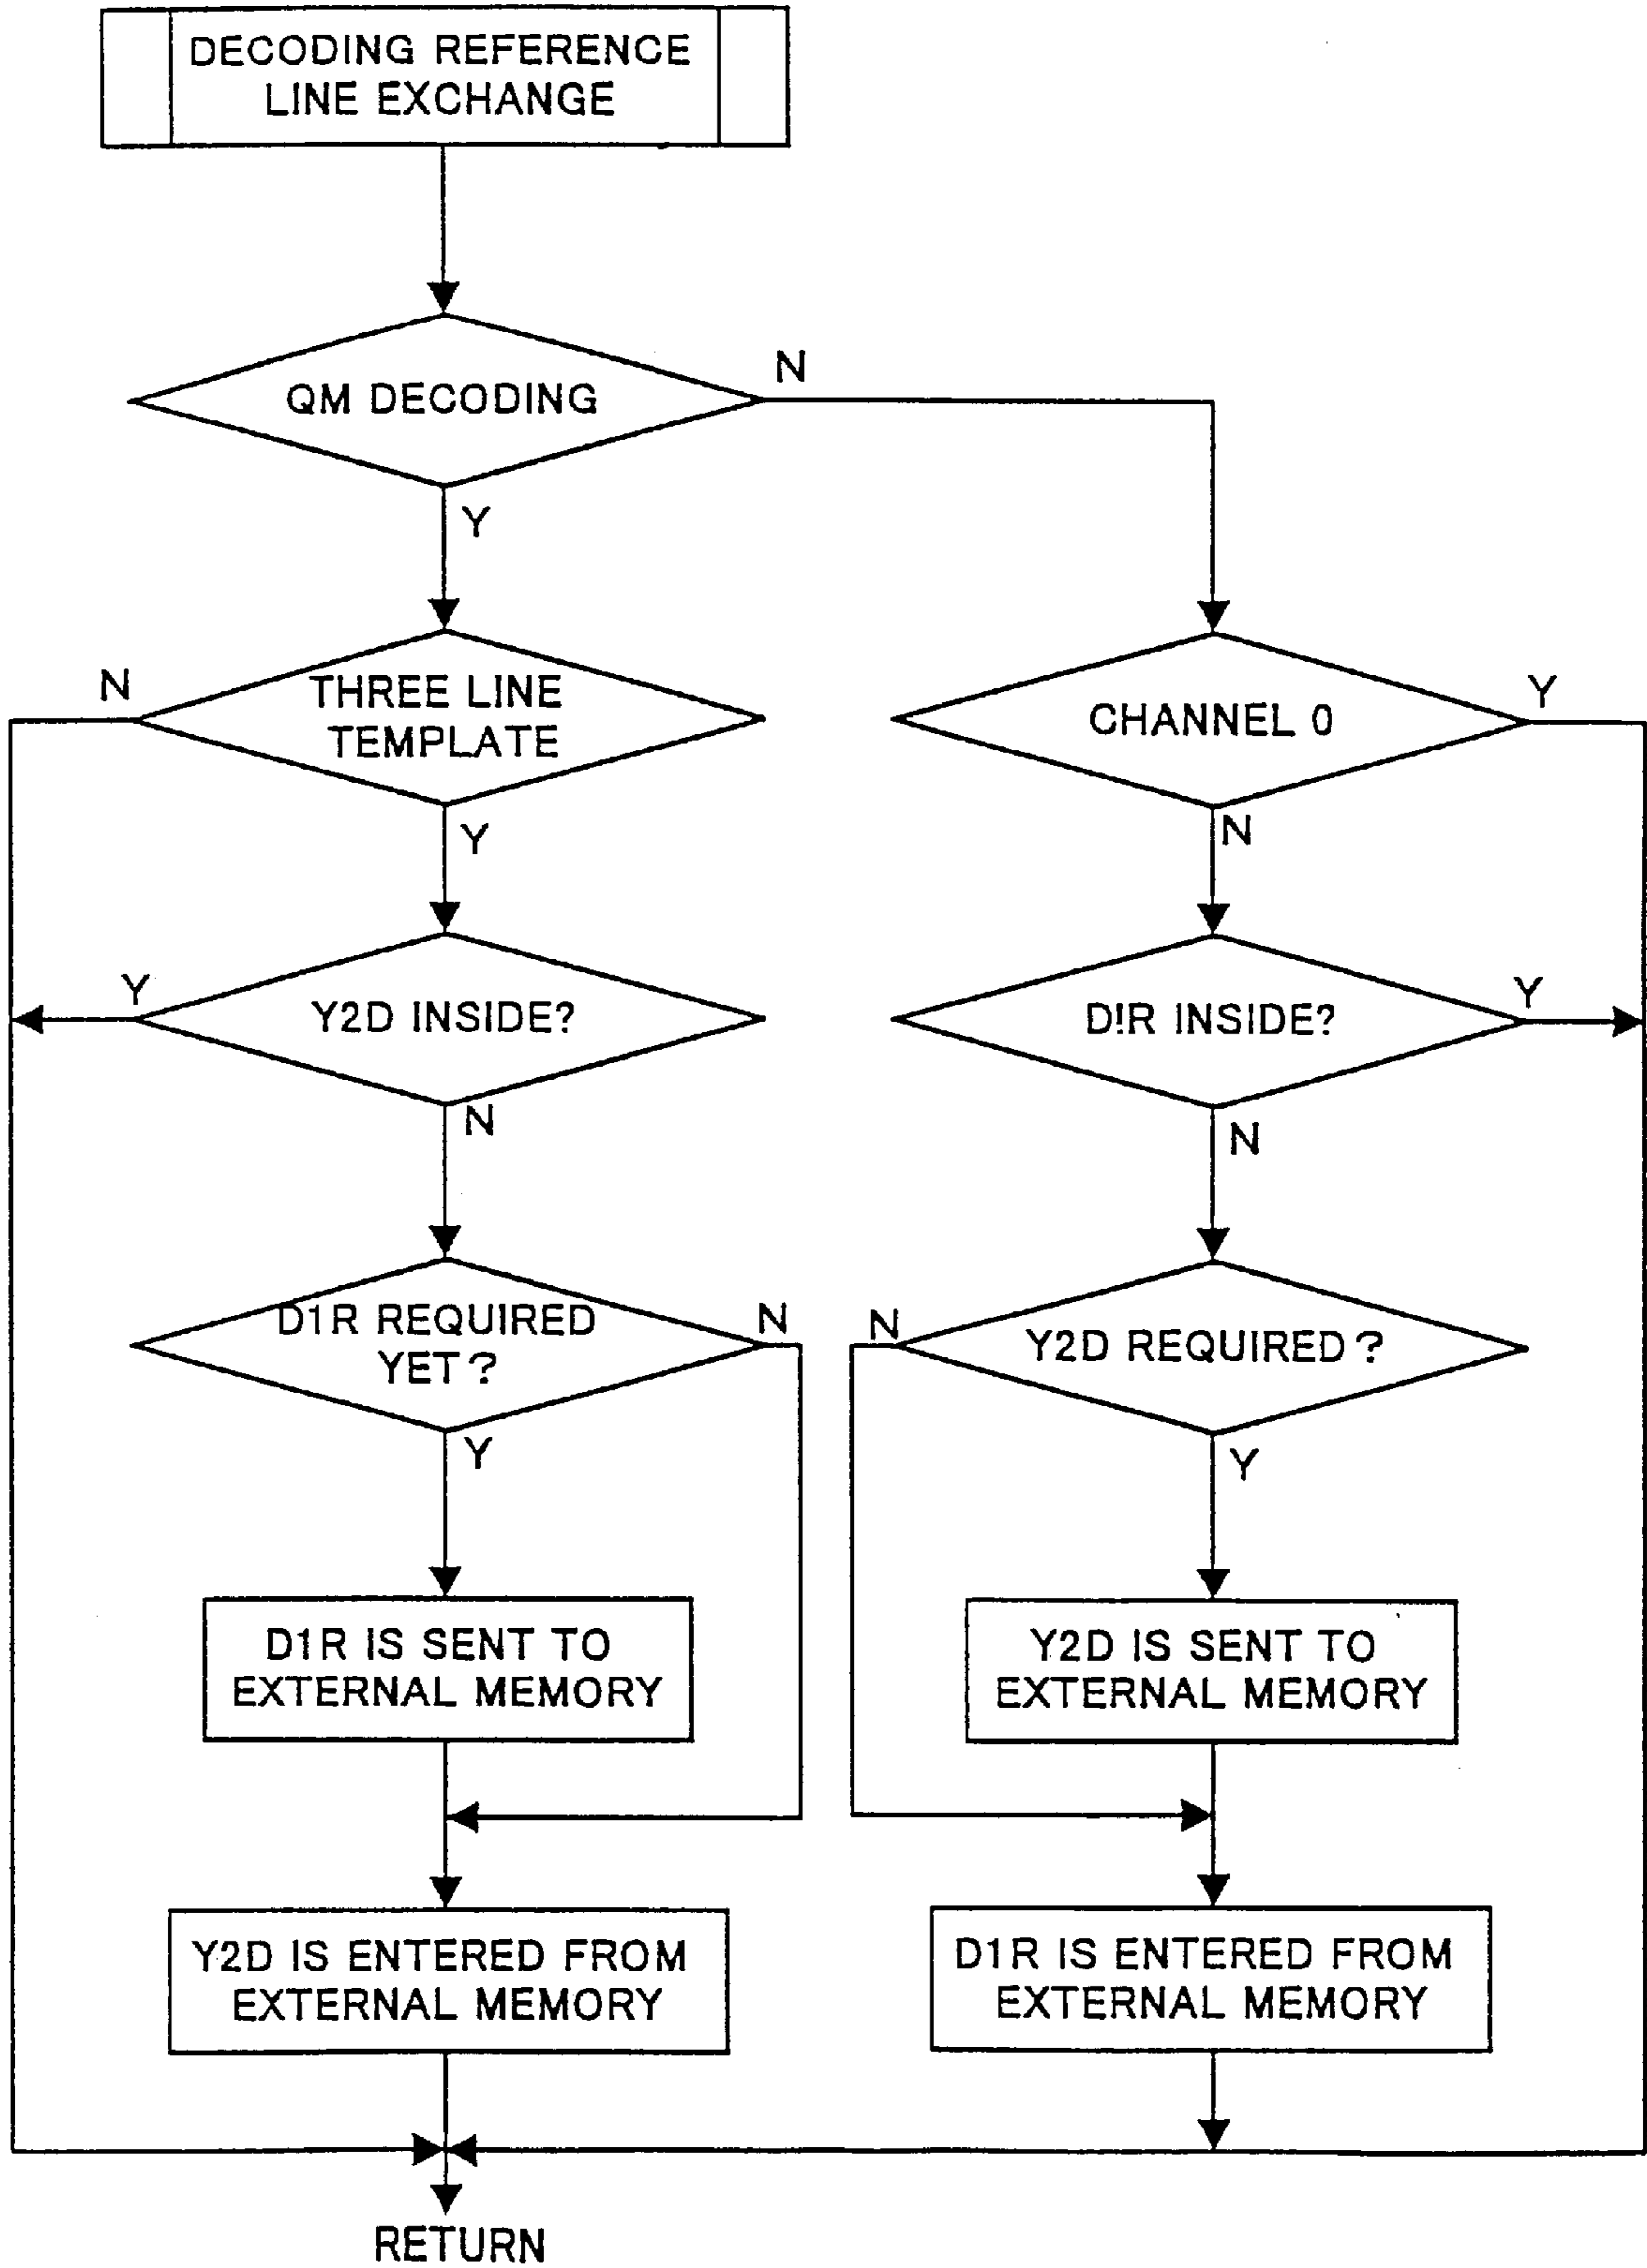 DECODING REFERENCE
LINE EXCHANGE
QM DECODING
N
Y
THREE LINE
TEMPLATE
N
Y
CHANNEL 0
Y
N
Y2D INSIDE?
Y
N
D!R INSIDE?
Y
N
D1R REQUIRED
YET?
N
Y
Y2D REQUIRED?
N
Y
D1R IS SENT TO
EXTERNAL MEMORY
Y2D IS SENT TO
EXTERNAL MEMORY
Y2D IS ENTERED FROM
EXTERNAL MEMORY
D1R IS ENTERED FROM
EXTERNAL MEMORY
RETURN